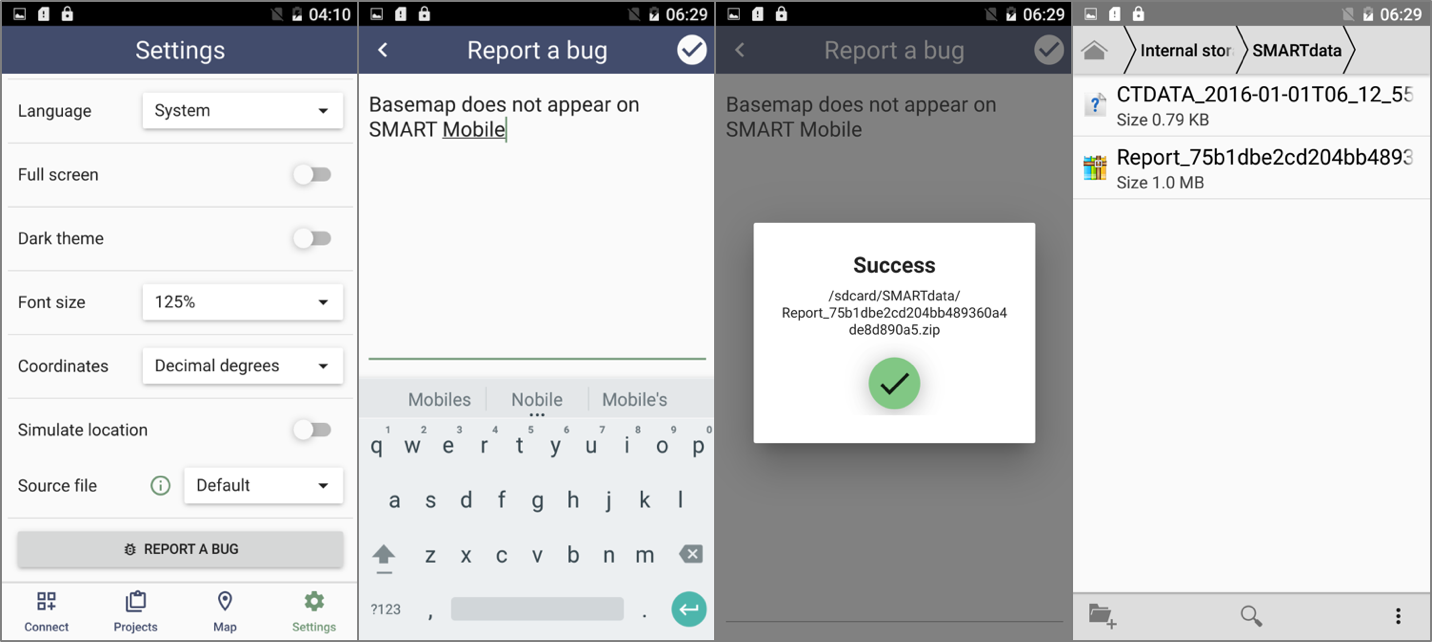 04:10
Settings
Language
System
Full screen
Dark theme
Font size
125%
Coordinates
Decimal degrees
Simulate location
Source file
Default
REPORT A BUG
Connect
Projects
Map
Settings
06:29
Report a bug
Basemap does not appear on
SMART Mobile
Mobiles
Nobile
Mobile's
1 2 3 4 5 6 7 8 9 0
q w e r t y u i o p
a s d f g h j k l
z x c v b n m
?123 , .
06:29
Report a bug
Basemap does not appear on
SMART Mobile
Success
/sdcard/SMARTdata/
Report_75b1dbe2cd204bb489360a4
de8d890a5.zip
06:29
Internal stor
SMARTdata
CTDATA_2016-01-01T06_12_55
Size 0.79 KB
Report_75b1dbe2cd204bb4893
Size 1.0 MB